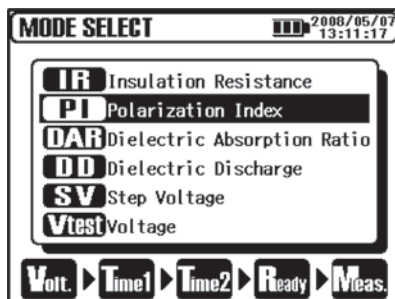 MODE SELECT 2008/05/07
13:11:17
IR Insulation Resistance
PI Polarization Index
DAR Dielectric Absorption Ratio
DD Dielectric Discharge
SV Step Voltage
Vtest Voltage
Volt. Time1 Time2 Ready Meas.